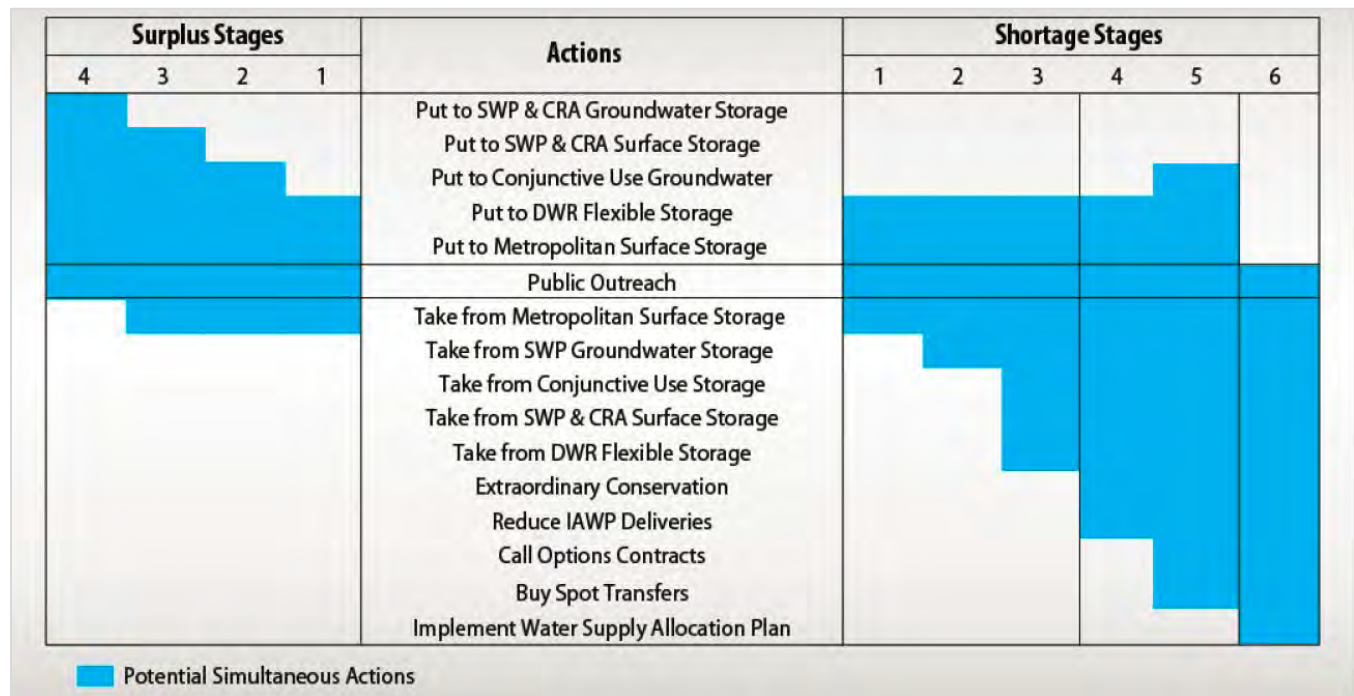 Surplus Stages
Actions
Shortage Stages
4 3 2 1
1 2 3 4 5 6
Put to SWP & CRA Groundwater Storage
Put to SWP & CRA Surface Storage
Put to Conjunctive Use Groundwater
Put to DWR Flexible Storage
Put to Metropolitan Surface Storage
Public Outreach
Take from Metropolitan Surface Storage
Take from SWP Groundwater Storage
Take from Conjunctive Use Storage
Take from SWP & CRA Surface Storage
Take from DWR Flexible Storage
Extraordinary Conservation
Reduce IAWP Deliveries
Call Options Contracts
Buy Spot Transfers
Implement Water Supply Allocation Plan
Potential Simultaneous Actions